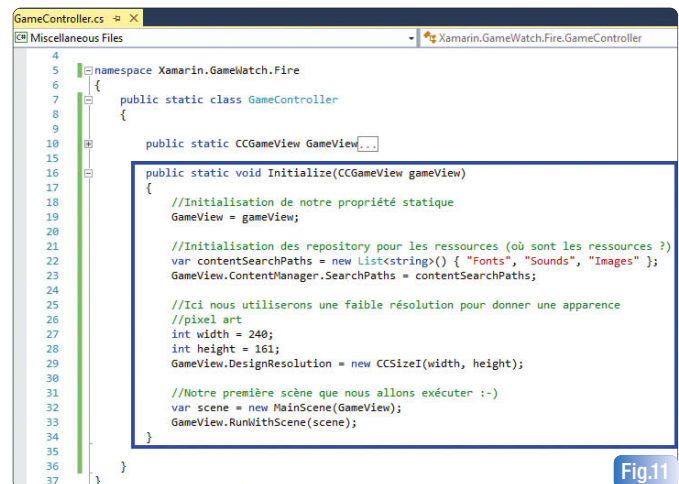 GameController.cs
Miscellaneous Files Xamarin.GameWatch.Fire.GameController
4
5 namespace Xamarin.GameWatch.Fire
6 {
7 public static class GameController
8 {
9
10 public static CCGameView GameView...
15
16 public static void Initialize(CCGameView gameView)
17 {
18 //Initialisation de notre propriété statique
19 GameView = gameView;
20
21 //Initialisation des repository pour les ressources (où sont les ressources ?)
22 var contentSearchPaths = new List<string>() { "Fonts", "Sounds", "Images" };
23 GameView.ContentManager.SearchPaths = contentSearchPaths;
24
25 //Ici nous utiliserons une faible résolution pour donner une apparence
26 //pixel art
27 int width = 240;
28 int height = 161;
29 GameView.DesignResolution = new CCSizeI(width, height);
30
31 //Notre première scène que nous allons exécuter :-)
32 var scene = new MainScene(GameView);
33 GameView.RunWithScene(scene);
34 }
35
36 }
37 }
Fig.11